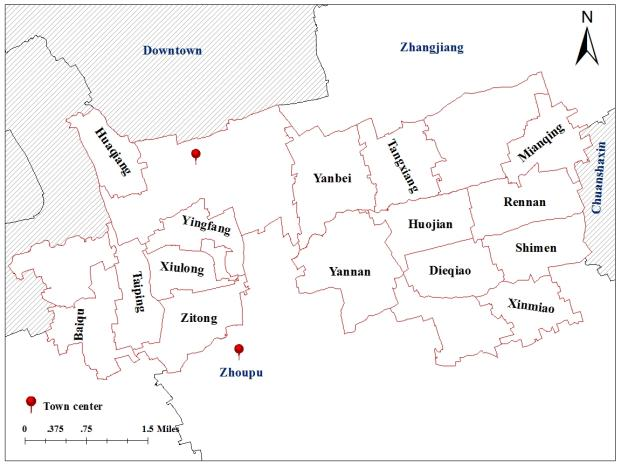 N
Downtown
Zhangjiang
Huaqiang
Mianqing
Tangxiang
Yanbei
Chuanshaxin
Rennan
Yingfang
Huojian
Shimen
Xiulong
Yannan
Dieqiao
Taiping
Xinmiao
Baiqu
Zitong
Zhoupu
Town center
0 .375 .75 1.5 Miles